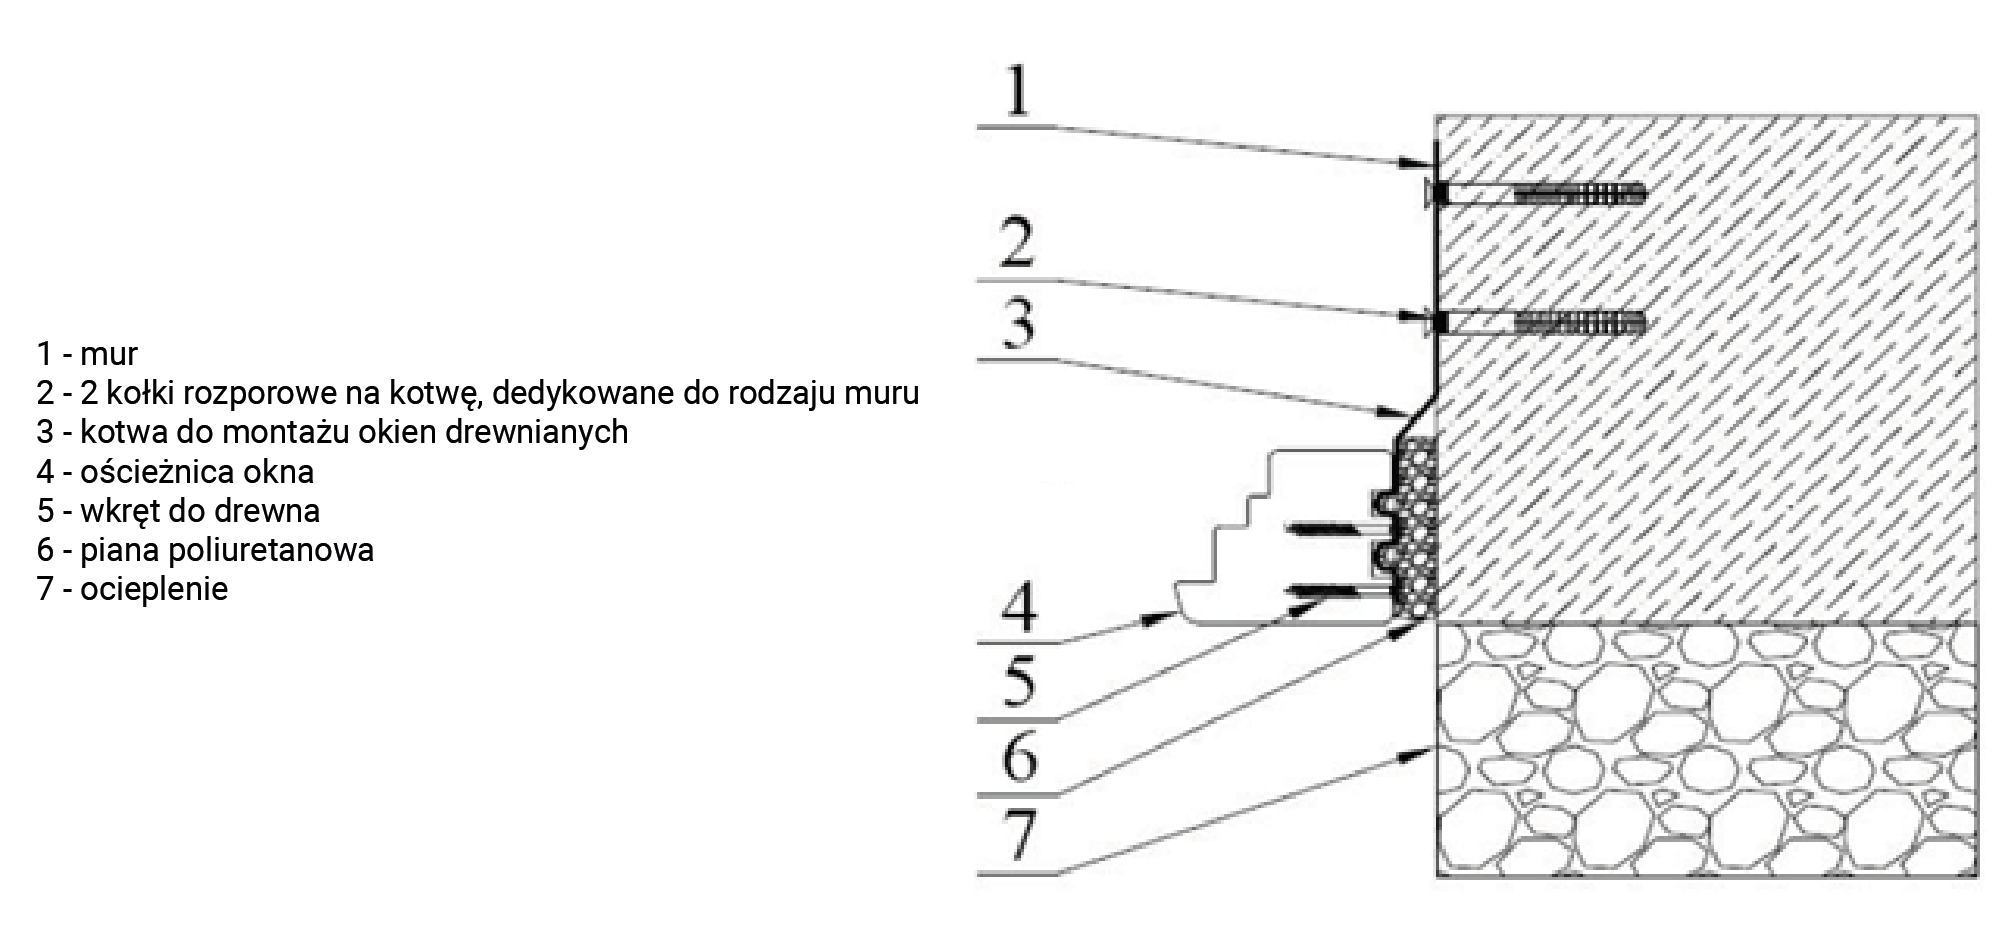 1 - mur
2 - 2 kołki rozporowe na kotwę, dedykowane do rodzaju muru
3 - kotwa do montażu okien drewnianych
4 - ościeżnica okna
5 - wkręt do drewna
6 - piana poliuretanowa
7 - ocieplenie
1
2
3
4
5
6
7